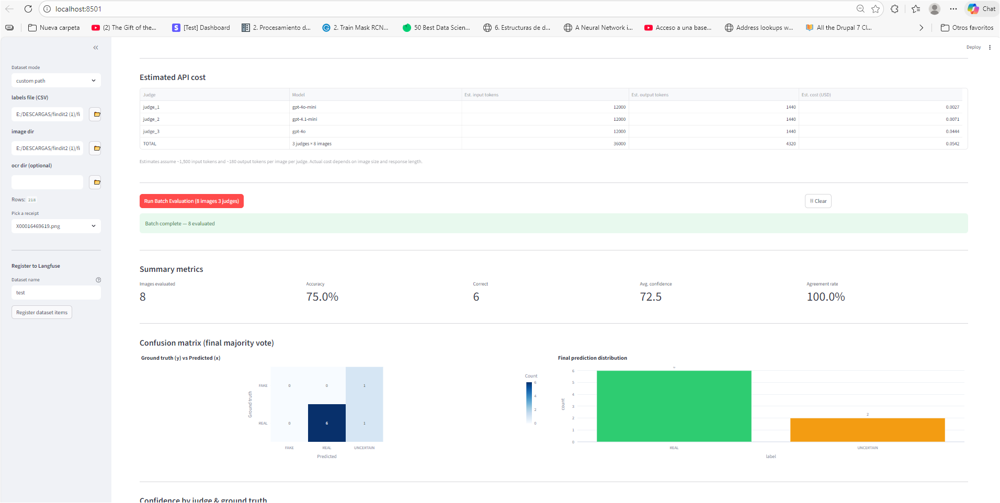 localhost:8501
Chat
Nueva carpeta
(2) The Gift of the...
[Test] Dashboard
2. Procesamiento d...
2. Train Mask RCN...
50 Best Data Scien...
6. Estructuras de d...
A Neural Network i...
Acceso a una base...
Address lookups w...
All the Drupal 7 Cl...
Otros favoritos
Deploy
Dataset mode
custom path
labels file (CSV)
E:/DESCARGAS/findit2 (1)/fi
image dir
E:/DESCARGAS/findit2 (1)/fi
ocr dir (optional)
Rows: 218
Pick a receipt
X00016469619.png
Register to Langfuse
Dataset name
test
Register dataset items
Estimated API cost
Judge Model Est. input tokens Est. output tokens Est. cost (USD)
judge_1 gpt-4o-mini 12000 1440 0.0027
judge_2 gpt-4.1-mini 12000 1440 0.0071
judge_3 gpt-4o 12000 1440 0.0444
TOTAL 3 judges × 8 images 36000 4320 0.0542
Estimates assume ~1,500 input tokens and ~180 output tokens per image per judge. Actual cost depends on image size and response length.
Run Batch Evaluation (8 images 3 judges)
Clear
Batch complete — 8 evaluated
Summary metrics
Images evaluated Accuracy Correct Avg. confidence Agreement rate
8 75.0% 6 72.5 100.0%
Confusion matrix (final majority vote)
Ground truth (y) vs Predicted (x)
Ground truth
FAKE 0 0 1
REAL 0 6 1
FAKE REAL UNCERTAIN
Predicted
Count
6
4
2
0
Final prediction distribution
count
6
5
4
3
2
1
0
2
REAL UNCERTAIN
label
Confidence by judge & ground truth